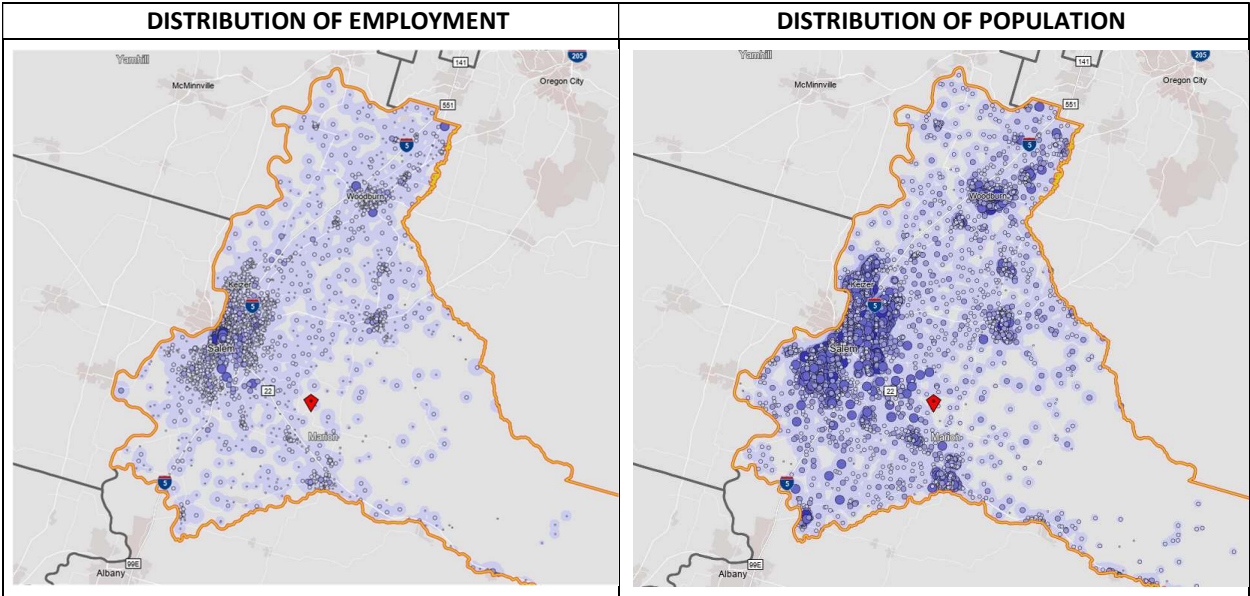 DISTRIBUTION OF EMPLOYMENT
DISTRIBUTION OF POPULATION
Yamhill
141
205
McMinnville
Oregon City
551
5
Woodburn
Keizer
5
Salem
22
Marion
5
99E
Albany
Yamhill
141
205
McMinnville
Oregon City
551
5
Woodburn
Keizer
5
Salem
22
Marion
5
99E
Albany